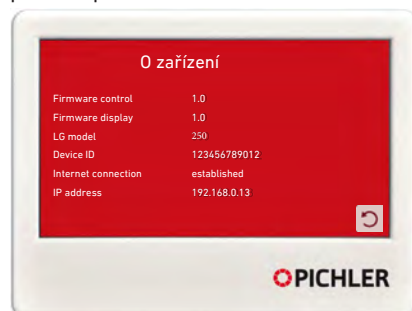 O zařízení
Firmware control 1.0
Firmware display 1.0
LG model 250
Device ID 123456789012
Internet connection established
IP address 192.168.0.13
PICHLER